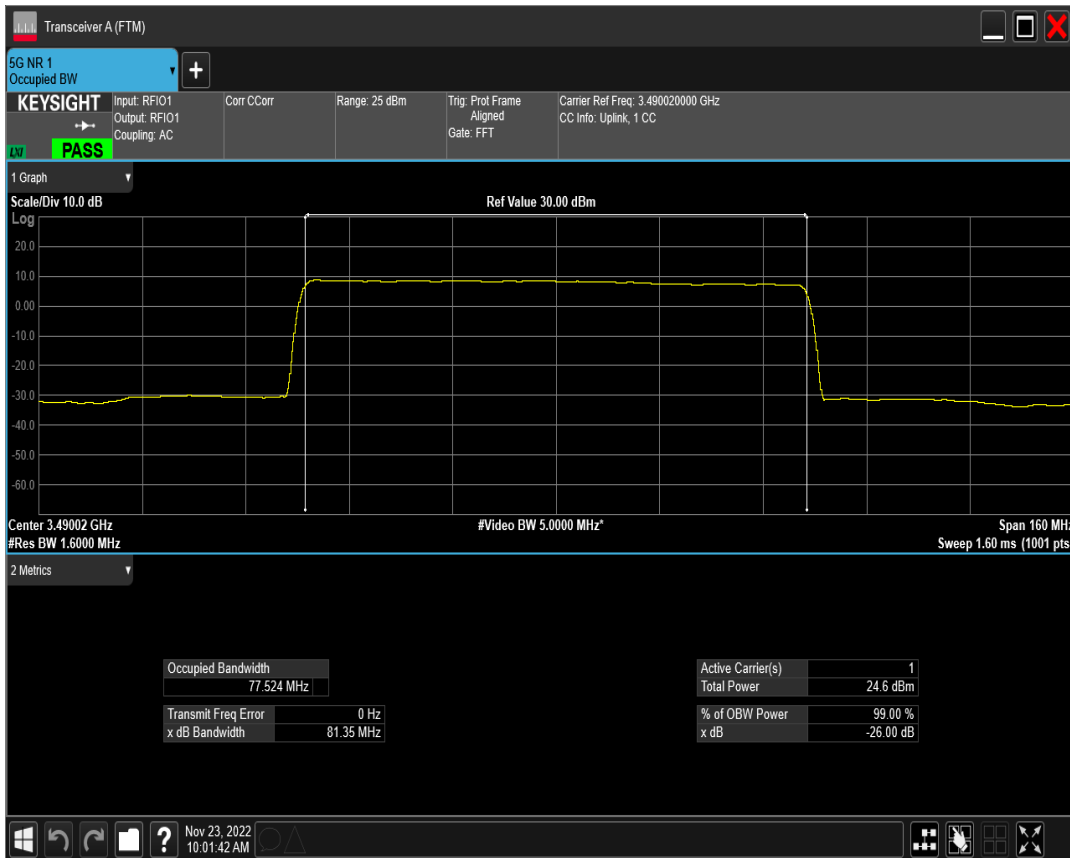 Transceiver A (FTM)
5G NR 1
Occupied BW
+
KEYSIGHT
LXI
PASS
Input: RFIO1
Output: RFIO1
Coupling: AC
Corr CCorr
Range: 25 dBm
Trig: Prot Frame
Aligned
Gate: FFT
Carrier Ref Freq: 3.490020000 GHz
CC Info: Uplink, 1 CC
1 Graph
Scale/Div 10.0 dB
Ref Value 30.00 dBm
Log
20.0
10.0
0.00
-10.0
-20.0
-30.0
-40.0
-50.0
-60.0
Center 3.49002 GHz
#Video BW 5.0000 MHz*
Span 160 MHz
#Res BW 1.6000 MHz
Sweep 1.60 ms (1001 pts
2 Metrics
Occupied Bandwidth
77.524 MHz
Transmit Freq Error 0 Hz
x dB Bandwidth 81.35 MHz
Active Carrier(s) 1
Total Power 24.6 dBm
% of OBW Power 99.00 %
x dB -26.00 dB
?
Nov 23, 2022
10:01:42 AM